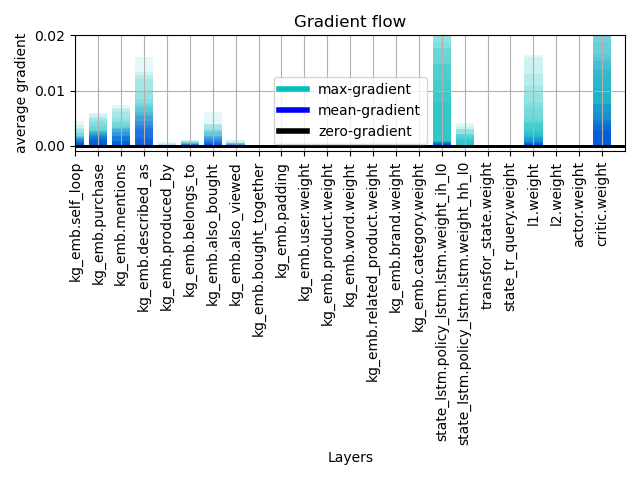 Gradient flow
average gradient
0.02
0.01
0.00
max-gradient
mean-gradient
zero-gradient
kg_emb.self_loop
kg_emb.purchase
kg_emb.mentions
kg_emb.described_as
kg_emb.produced_by
kg_emb.belongs_to
kg_emb.also_bought
kg_emb.also_viewed
kg_emb.bought_together
kg_emb.padding
kg_emb.user.weight
kg_emb.product.weight
kg_emb.word.weight
kg_emb.related_product.weight
kg_emb.brand.weight
kg_emb.category.weight
state_lstm.policy_lstm.lstm.weight_ih_l0
state_lstm.policy_lstm.lstm.weight_hh_l0
transfor_state.weight
state_tr_query.weight
l1.weight
l2.weight
actor.weight
critic.weight
Layers